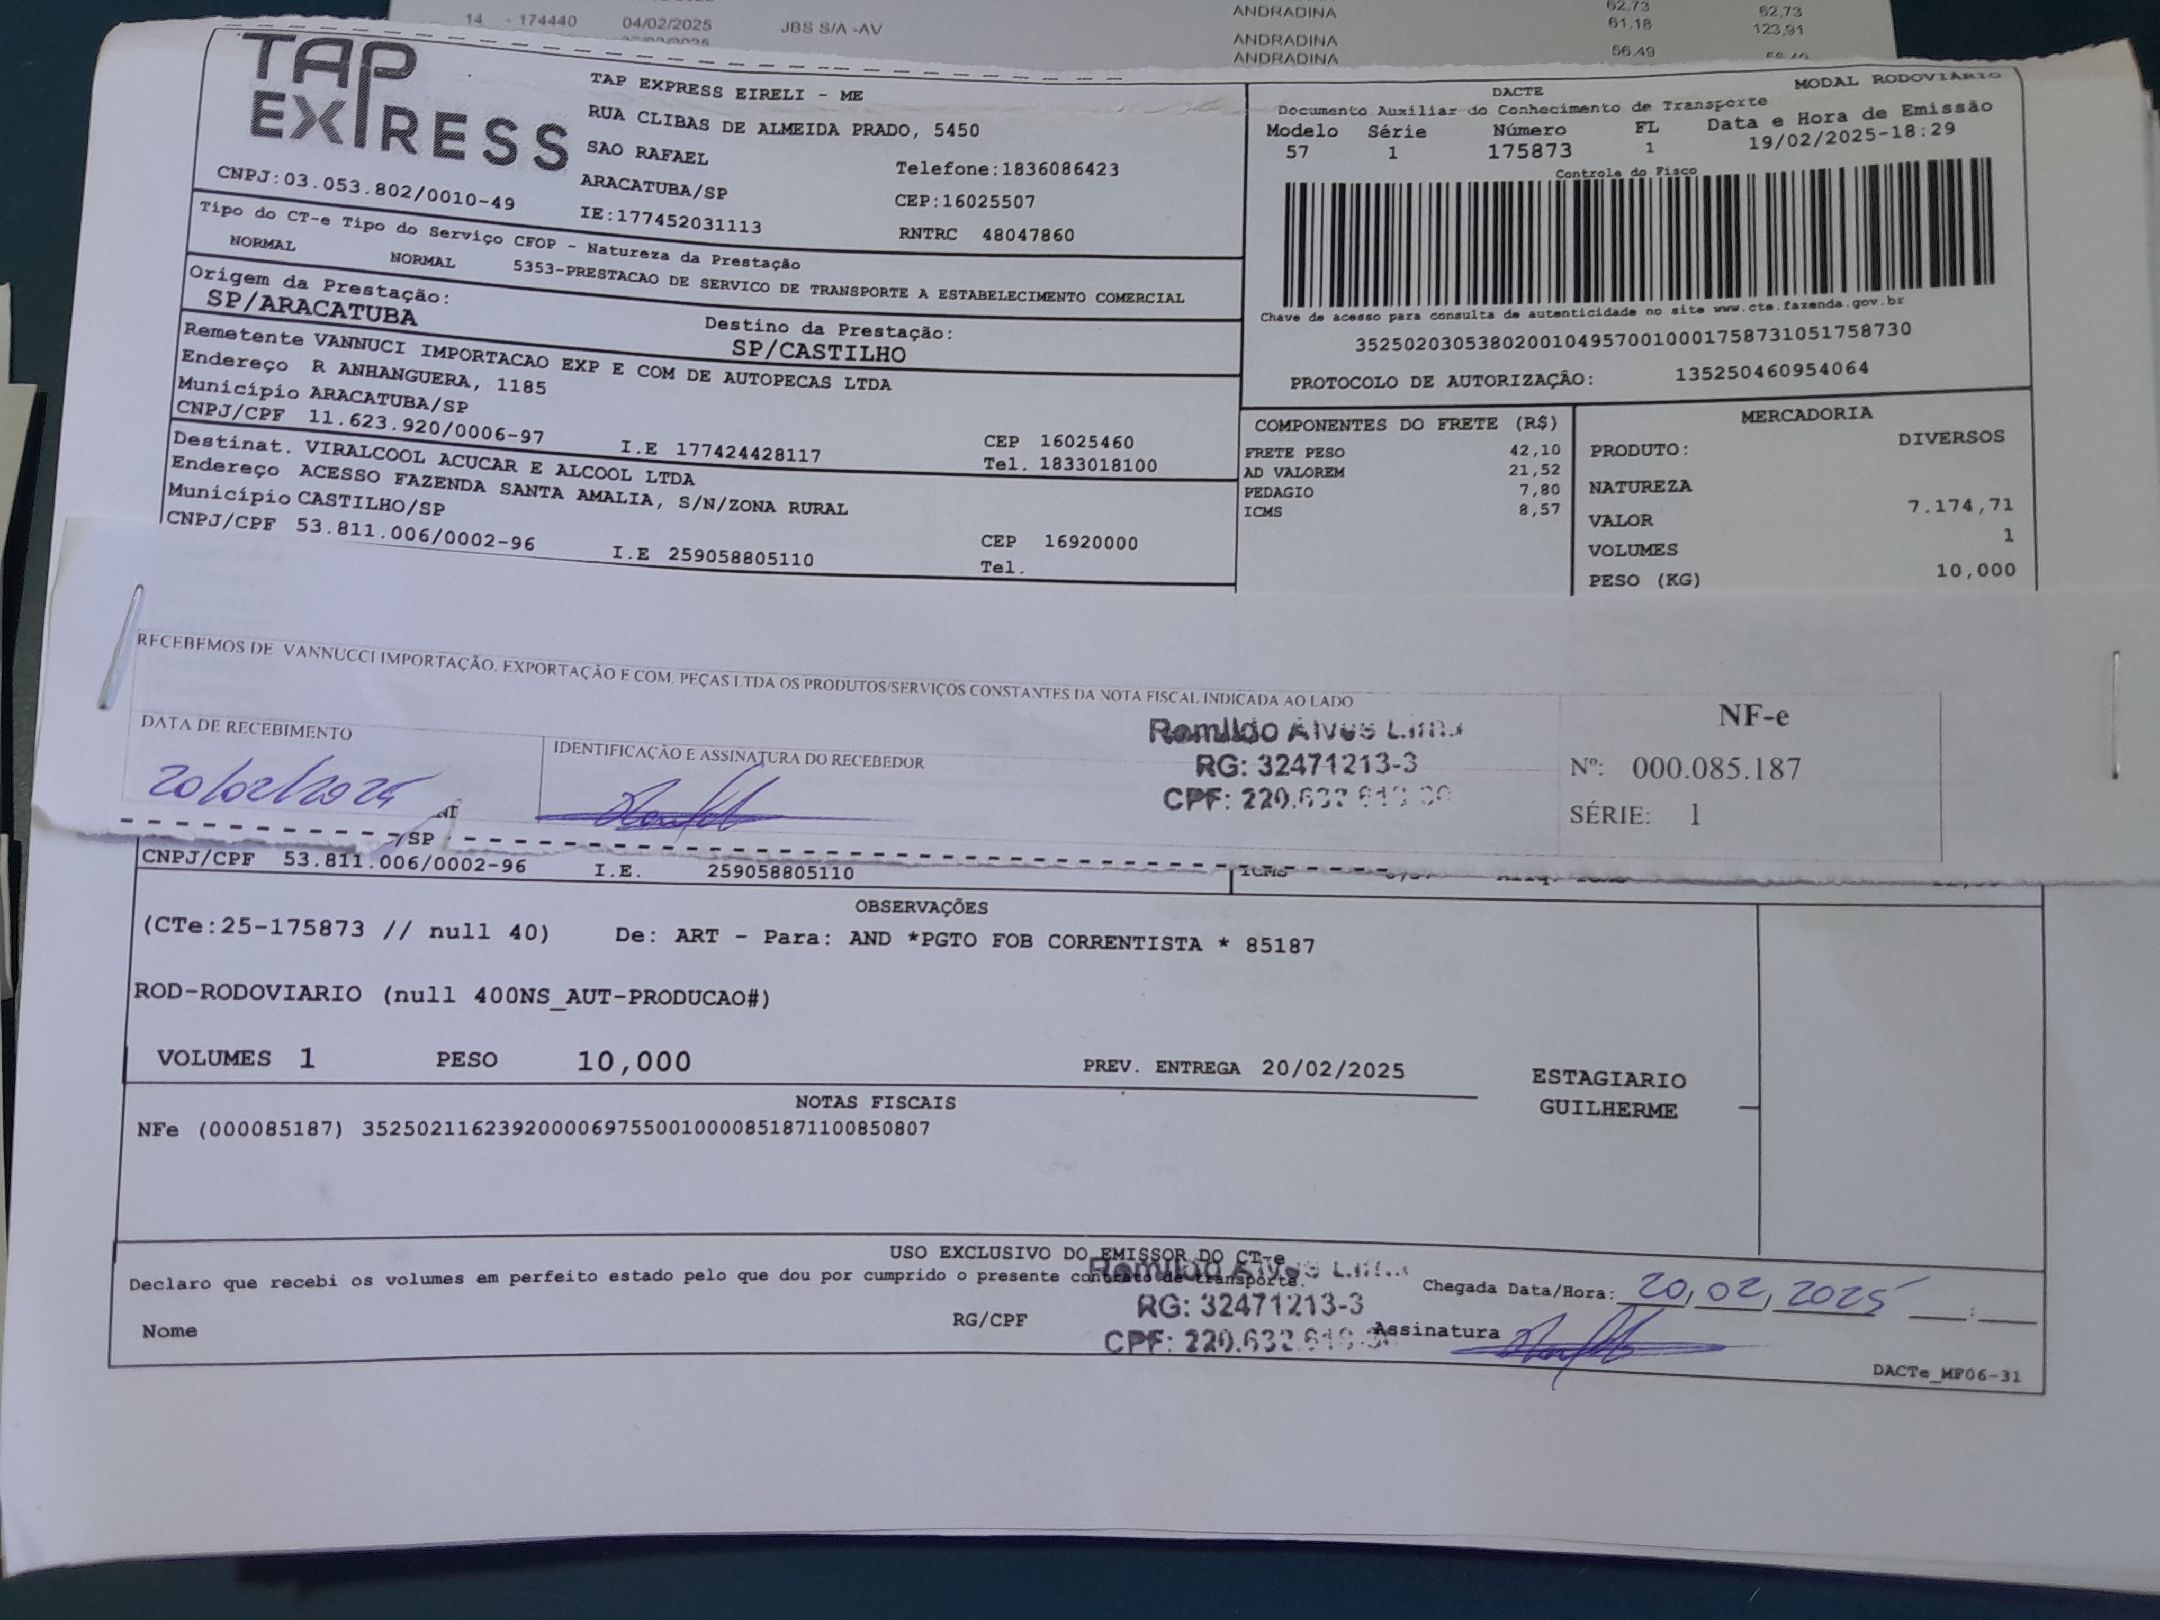 14 - 174440 04/02/2025 JBS S/A -AV ANDRADINA 62,73 62,73
ANDRADINA 61,18 123,91
ANDRADINA 56,49
TAP
EXPRESS
TAP EXPRESS EIRELI - ME
RUA CLIBAS DE ALMEIDA PRADO, 5450
SAO RAFAEL
ARACATUBA/SP
IE:177452031113
Telefone:1836086423
CEP:16025507
RNTRC 48047860
CNPJ:03.053.802/0010-49
DACTE MODAL RODOVIÁRIO
Documento Auxiliar do Conhecimento de Transporte
Modelo Série Número FL Data e Hora de Emissão
57 1 175873 1 19/02/2025-18:29
Controle do Fisco
Chave de acesso para consulta de autenticidade no site www.cte.fazenda.gov.br
35250203053802001049570010001758731051758730
PROTOCOLO DE AUTORIZAÇÃO: 135250460954064
Tipo do CT-e Tipo do Serviço CFOP - Natureza da Prestação
NORMAL NORMAL 5353-PRESTACAO DE SERVICO DE TRANSPORTE A ESTABELECIMENTO COMERCIAL
Origem da Prestação: Destino da Prestação:
SP/ARACATUBA SP/CASTILHO
Remetente VANNUCI IMPORTACAO EXP E COM DE AUTOPECAS LTDA
Endereço R ANHANGUERA, 1185
Município ARACATUBA/SP CEP 16025460
CNPJ/CPF 11.623.920/0006-97 I.E 177424428117 Tel. 1833018100
Destinat. VIRALCOOL ACUCAR E ALCOOL LTDA
Endereço ACESSO FAZENDA SANTA AMALIA, S/N/ZONA RURAL
Município CASTILHO/SP CEP 16920000
CNPJ/CPF 53.811.006/0002-96 I.E 259058805110 Tel.
COMPONENTES DO FRETE (R$)
FRETE PESO 42,10
AD VALOREM 21,52
PEDAGIO 7,80
ICMS 8,57
MERCADORIA
PRODUTO: DIVERSOS
NATUREZA
VALOR 7.174,71
VOLUMES 1
PESO (KG) 10,000
RECEBEMOS DE VANNUCCI IMPORTAÇÃO, EXPORTAÇÃO E COM. PEÇAS LTDA OS PRODUTOS/SERVIÇOS CONSTANTES DA NOTA FISCAL INDICADA AO LADO
DATA DE RECEBIMENTO
20/02/2025
IDENTIFICAÇÃO E ASSINATURA DO RECEBEDOR
Romildo Alves Lima
RG: 32471213-3
CPF: 220.632
NF-e
Nº: 000.085.187
SÉRIE: 1
/SP
CNPJ/CPF 53.811.006/0002-96 I.E. 259058805110 ICMS
OBSERVAÇÕES
(CTe:25-175873 // null 40) De: ART - Para: AND *PGTO FOB CORRENTISTA * 85187
ROD-RODOVIARIO (null 400NS_AUT-PRODUCAO#)
VOLUMES 1 PESO 10,000 PREV. ENTREGA 20/02/2025 ESTAGIARIO
GUILHERME
NOTAS FISCAIS
NFe (000085187) 35250211623920000697550010000851871100850807
USO EXCLUSIVO DO EMISSOR DO CT-e
Declaro que recebi os volumes em perfeito estado pelo que dou por cumprido o presente contrato de transporte. Chegada Data/Hora: 20, 02, 2025 :
Romildo Alves Lima
RG: 32471213-3
CPF: 220.632
Nome RG/CPF Assinatura
DACTe_MF06-31